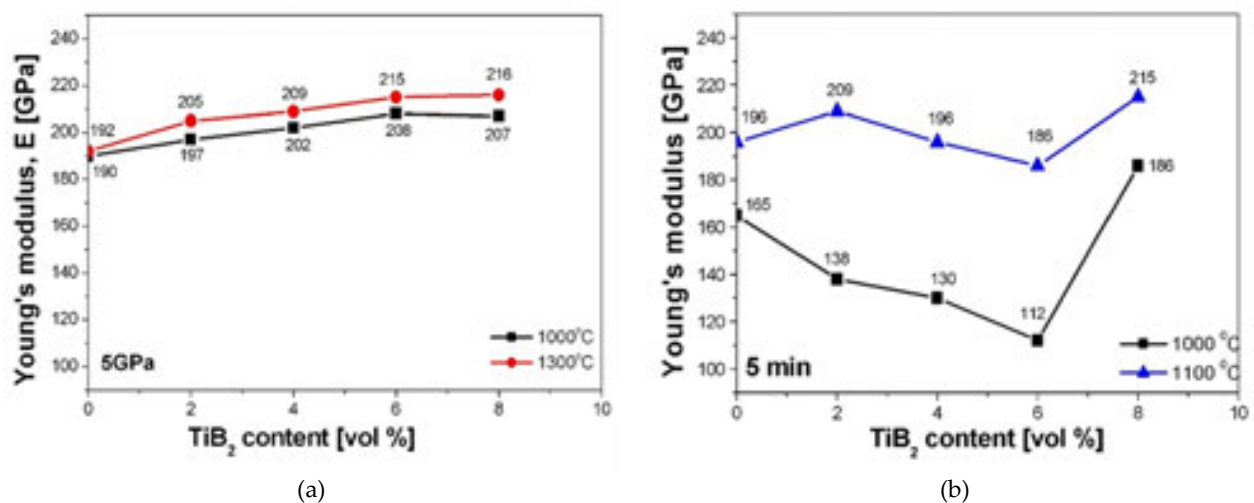 240
220
200
180
160
140
120
100
Young's modulus, E [GPa]
192
190
205
197
209
202
215
208
216
207
1000°C
1300°C
5GPa
0 2 4 6 8 10
TiB₂ content [vol %]
(a)
240
220
200
180
160
140
120
100
Young's modulus [GPa]
196
209
196
186
215
165
138
130
112
186
1000 °C
1100 °C
5 min
0 2 4 6 8 10
TiB₂ content [vol %]
(b)